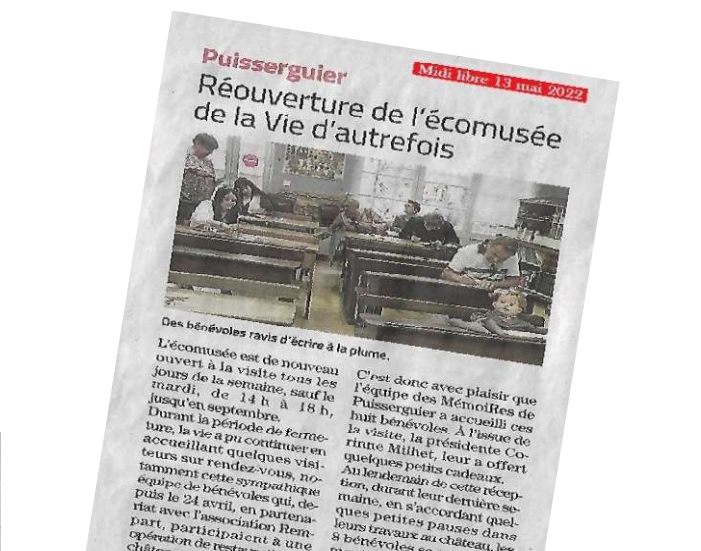 Puisserguier
Midi libre 13 mai 2022
Réouverture de l'écomusée
de la Vie d'autrefois
Des bénévoles ravis d'écrire à la plume.
L'écomusée est de nouveau
ouvert à la visite tous les
jours de la semaine, sauf le
mardi, de 14 h à 18 h,
jusqu'en septembre.
Durant la période de ferme-
ture, la vie a pu continuer en
accueillant quelques visi-
teurs sur rendez-vous, no-
tamment cette sympathique
équipe de bénévoles qui, de-
puis le 24 avril, en partena-
riat avec l'association Rem-
part, participaient à une
opération de
C'est donc avec plaisir que
l'équipe des MémoiRes de
Puisserguier a accueilli ces
huit bénévoles. À l'issue de
la visite, la présidente Co-
rinne Milhet, leur a offert
quelques petits cadeaux.
Au lendemain de cette récep-
tion, durant leur dernière se-
maine, en s'accordant quel-
ques petites pauses dans
leurs travaux au château, les
8 bénévoles